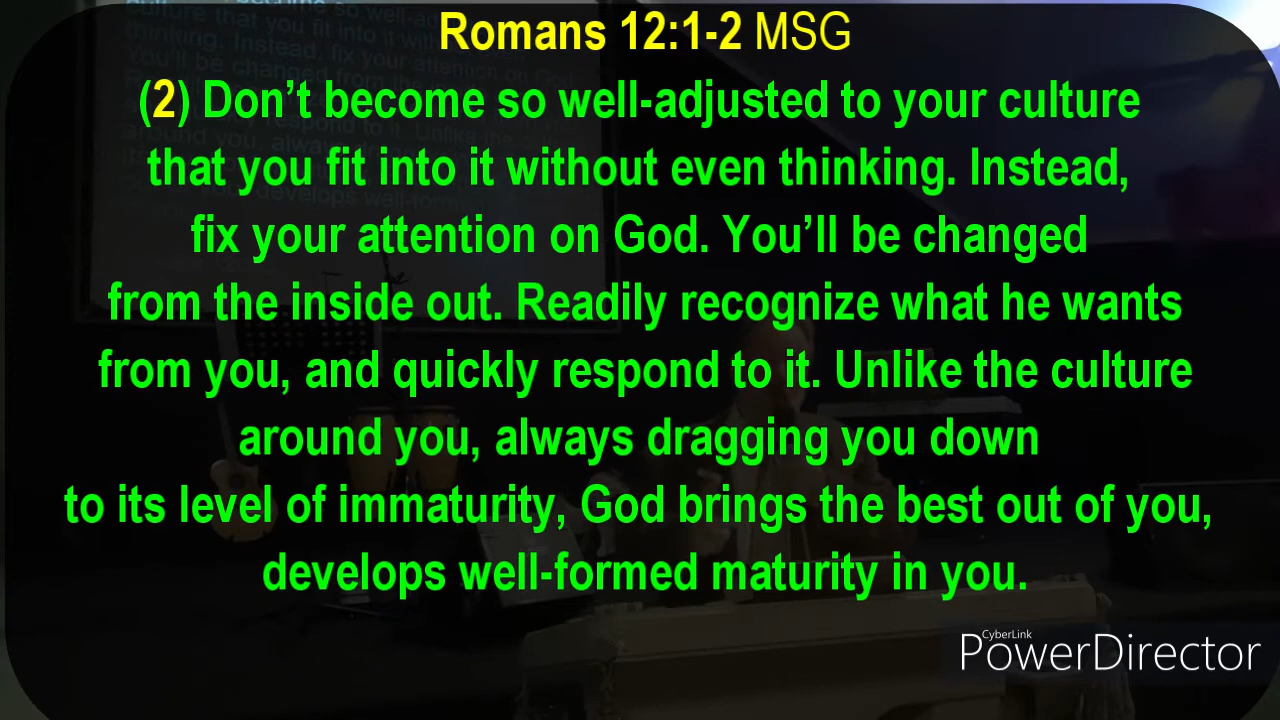 Romans 12:1-2 MSG
(2) Don’t become so well-adjusted to your culture
that you fit into it without even thinking. Instead,
fix your attention on God. You’ll be changed
from the inside out. Readily recognize what he wants
from you, and quickly respond to it. Unlike the culture
around you, always dragging you down
to its level of immaturity, God brings the best out of you,
develops well-formed maturity in you.
CyberLink
PowerDirector